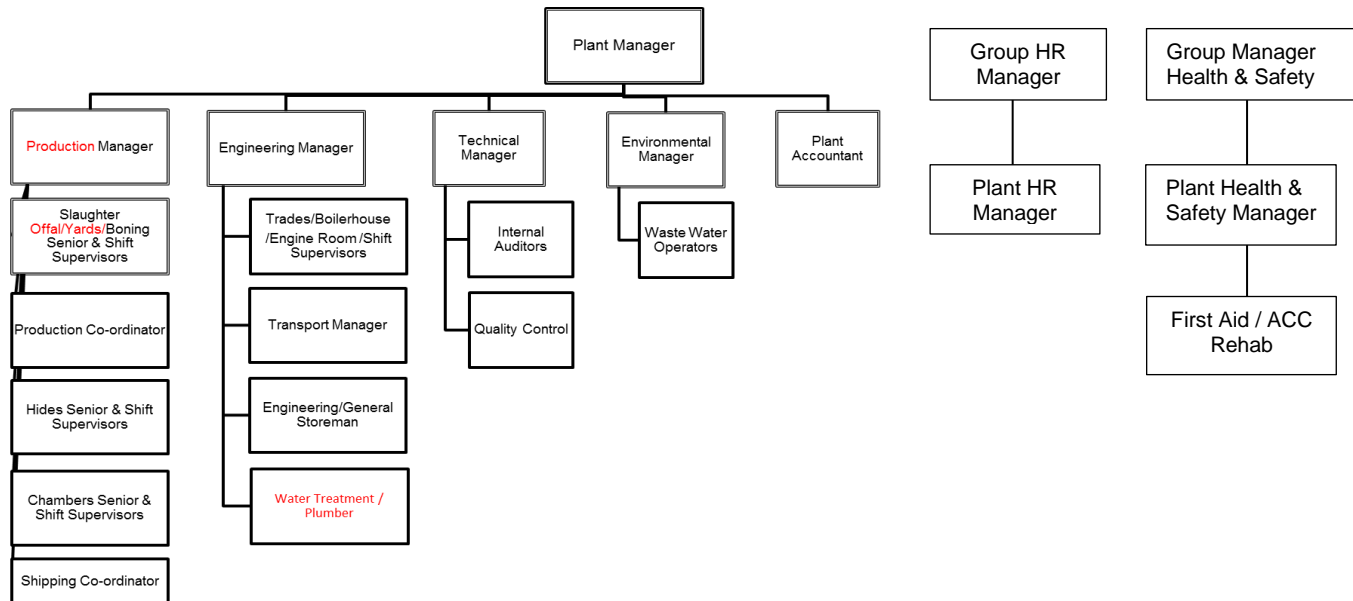 Plant Manager
Group HR
Manager
Group Manager
Health & Safety
Production Manager
Engineering Manager
Technical
Manager
Environmental
Manager
Plant
Accountant
Plant HR
Manager
Plant Health &
Safety Manager
Slaughter
Offal/Yards/Boning
Senior & Shift
Supervisors
Trades/Boilerhouse
/Engine Room /Shift
Supervisors
Internal
Auditors
Waste Water
Operators
Production Co-ordinator
Transport Manager
Quality Control
First Aid / ACC
Rehab
Hides Senior & Shift
Supervisors
Engineering/General
Storeman
Chambers Senior &
Shift Supervisors
Water Treatment /
Plumber
Shipping Co-ordinator